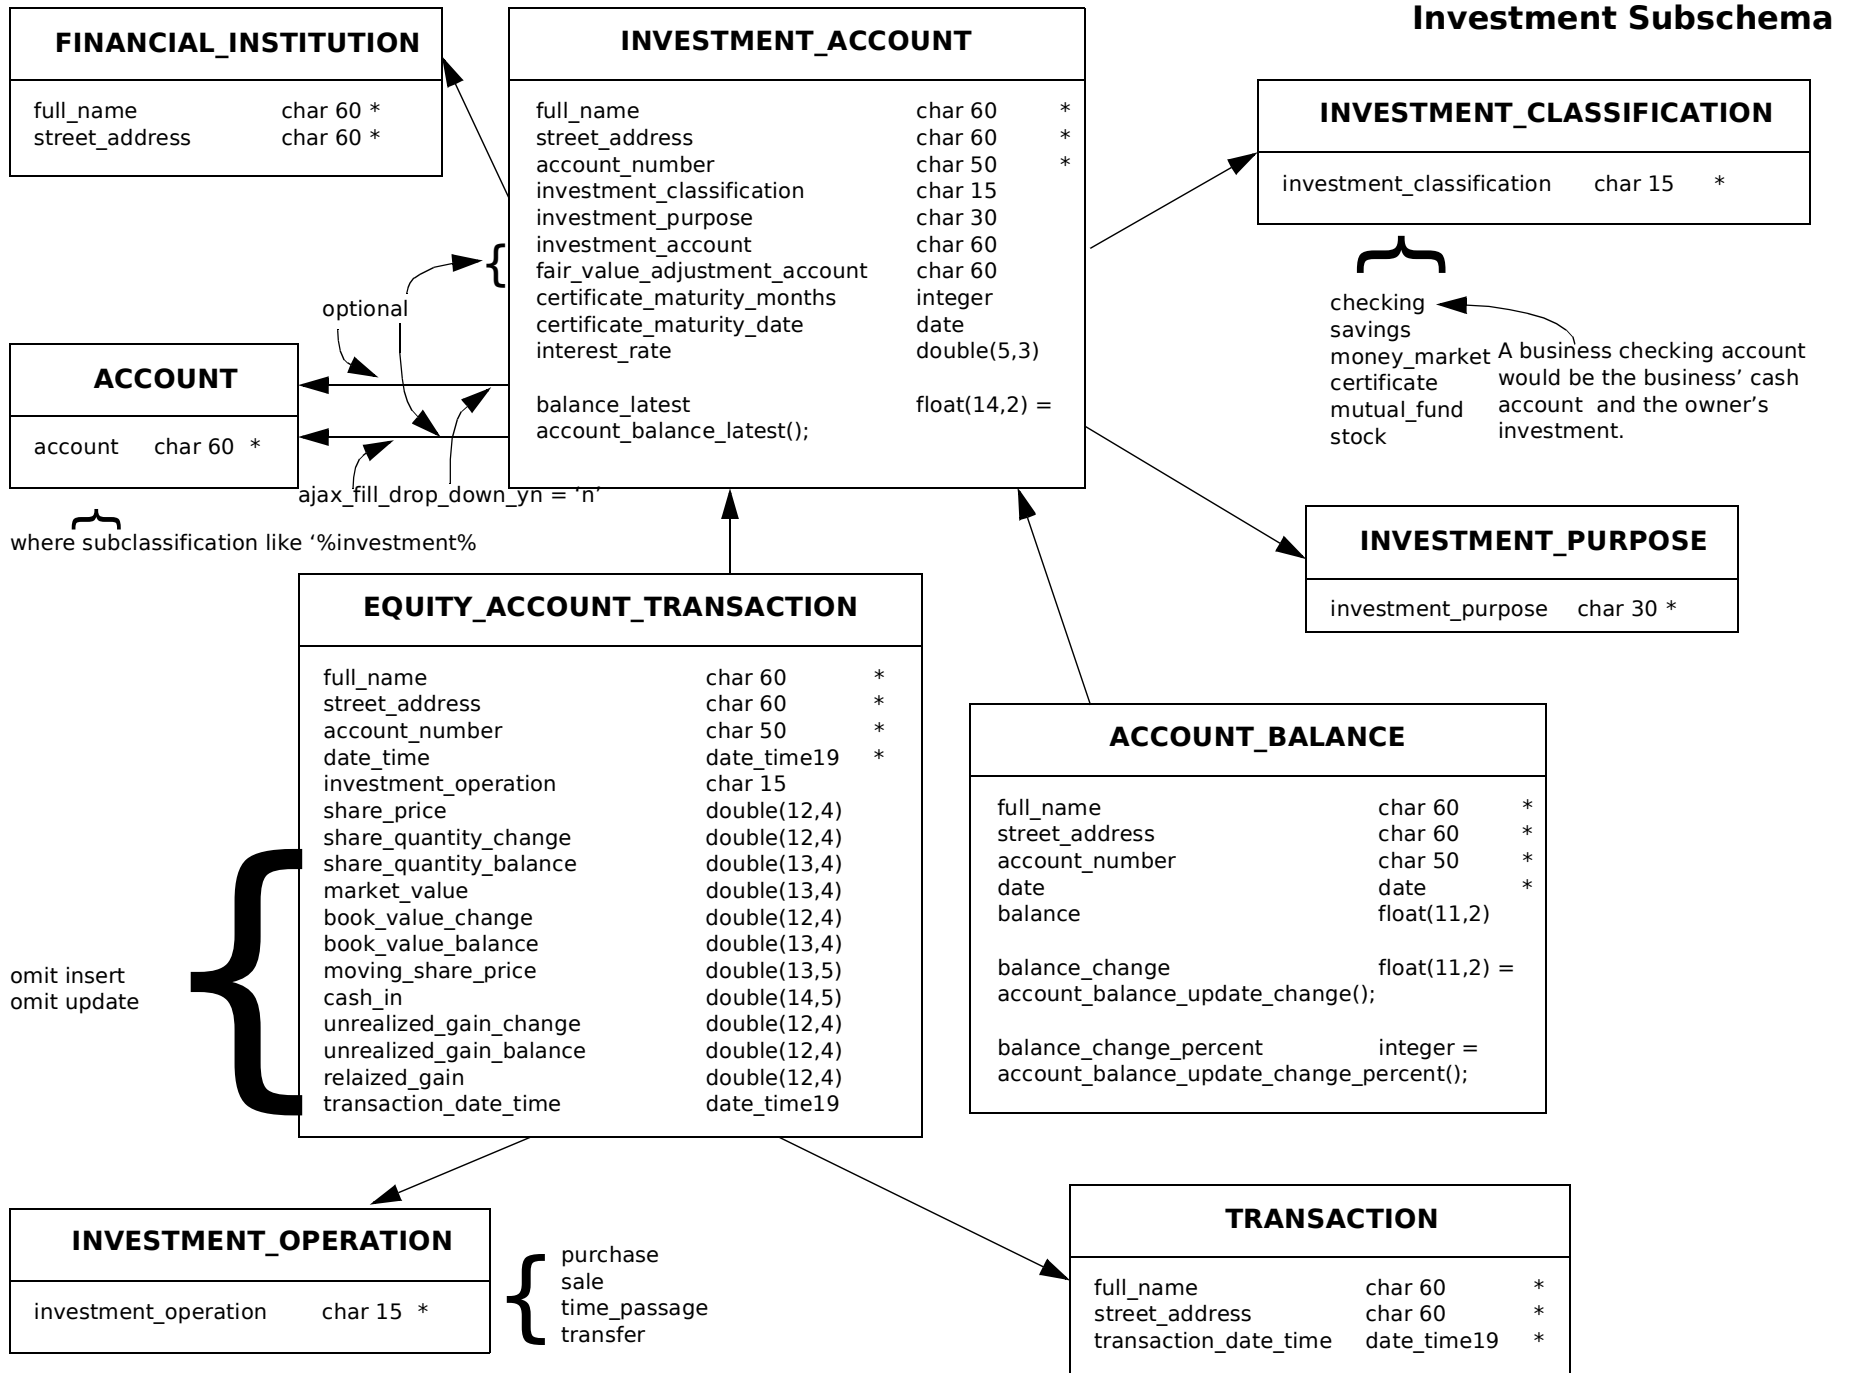 Investment Subschema
FINANCIAL_INSTITUTION
full_name char 60 *
street_address char 60 *
INVESTMENT_ACCOUNT
full_name char 60 *
street_address char 60 *
account_number char 50 *
investment_classification char 15
investment_purpose char 30
investment_account char 60
fair_value_adjustment_account char 60
certificate_maturity_months integer
certificate_maturity_date date
interest_rate double(5,3)
balance_latest float(14,2) =
account_balance_latest();
INVESTMENT_CLASSIFICATION
investment_classification char 15 *
{
checking
savings
money_market
certificate
mutual_fund
stock
A business checking account
would be the business’ cash
account and the owner’s
investment.
{
optional
ACCOUNT
account char 60 *
ajax_fill_drop_down_yn = ‘n’
{
where subclassification like ‘%investment%
INVESTMENT_PURPOSE
investment_purpose char 30 *
EQUITY_ACCOUNT_TRANSACTION
full_name char 60 *
street_address char 60 *
account_number char 50 *
date_time date_time19 *
investment_operation char 15
share_price double(12,4)
share_quantity_change double(12,4)
share_quantity_balance double(13,4)
market_value double(13,4)
book_value_change double(12,4)
book_value_balance double(13,4)
moving_share_price double(13,5)
cash_in double(14,5)
unrealized_gain_change double(12,4)
unrealized_gain_balance double(12,4)
relaized_gain double(12,4)
transaction_date_time date_time19
{
omit insert
omit update
ACCOUNT_BALANCE
full_name char 60 *
street_address char 60 *
account_number char 50 *
date date *
balance float(11,2)
balance_change float(11,2) =
account_balance_update_change();
balance_change_percent integer =
account_balance_update_change_percent();
INVESTMENT_OPERATION
investment_operation char 15 *
{
purchase
sale
time_passage
transfer
TRANSACTION
full_name char 60 *
street_address char 60 *
transaction_date_time date_time19 *